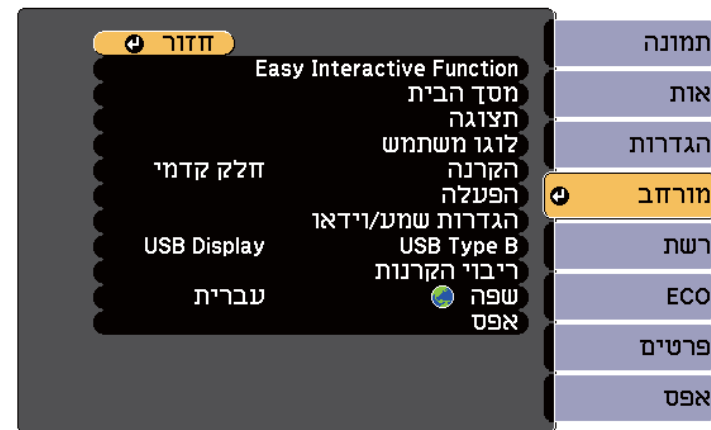 תמונה
אות
הגדרות
מורחב
רשת
ECO
פרטים
אפס
חזור
Easy Interactive Function
מסך הבית
תצוגה
לוגו משתמש
הקרנה חלק קדמי
הפעלה
הגדרות שמע/וידאו
USB Type B USB Display
ריבוי הקרנות
שפה עברית
אפס